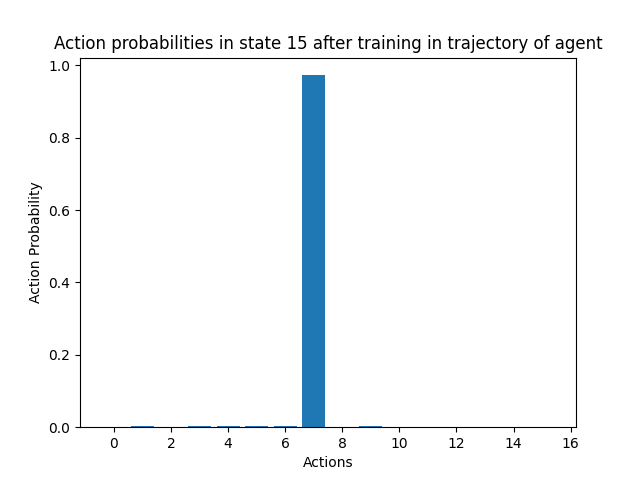 Action probabilities in state 15 after training in trajectory of agent
1.0
0.8
0.6
0.4
0.2
0.0
Action Probability
0 2 4 6 8 10 12 14 16
Actions